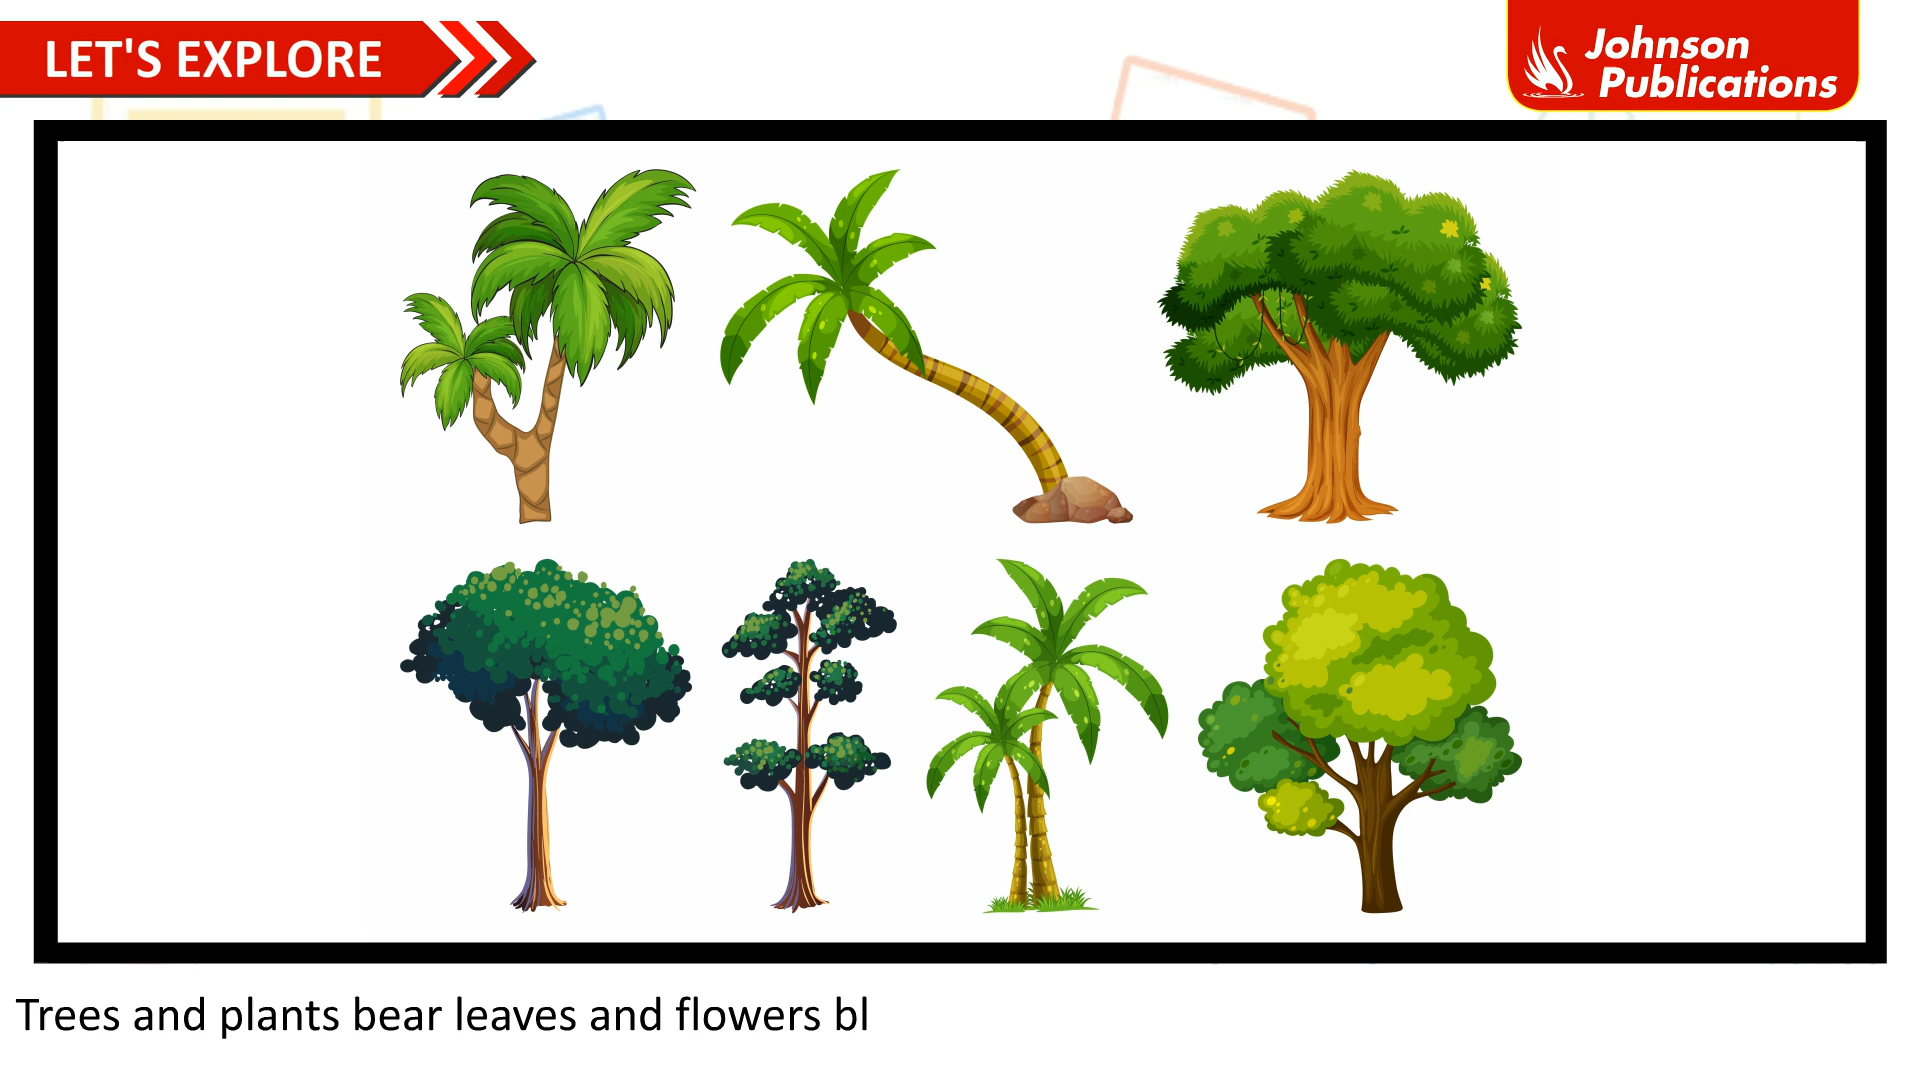 LET'S EXPLORE
Johnson
Publications
Trees and plants bear leaves and flowers bl